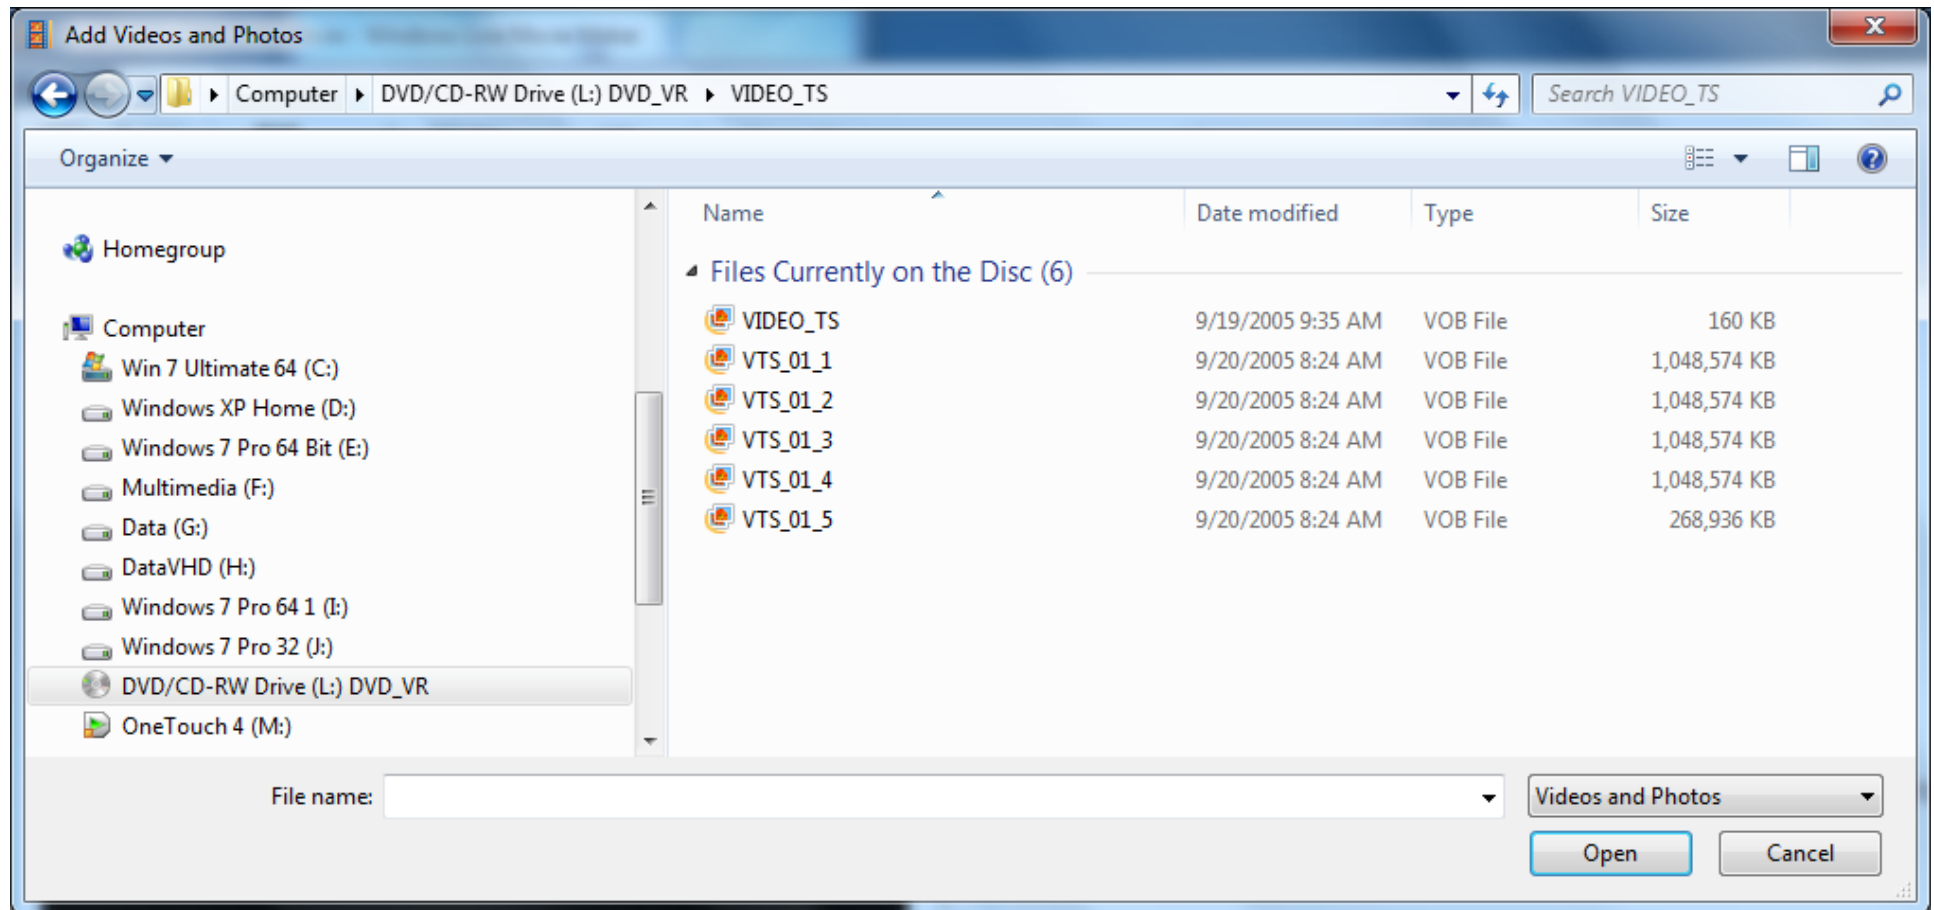 Add Videos and Photos
Computer DVD/CD-RW Drive (L:) DVD_VR VIDEO_TS Search VIDEO_TS
Organize
Homegroup
Computer
Win 7 Ultimate 64 (C:)
Windows XP Home (D:)
Windows 7 Pro 64 Bit (E:)
Multimedia (F:)
Data (G:)
DataVHD (H:)
Windows 7 Pro 64 1 (I:)
Windows 7 Pro 32 (J:)
DVD/CD-RW Drive (L:) DVD_VR
OneTouch 4 (M:)
Name Date modified Type Size
Files Currently on the Disc (6)
VIDEO_TS 9/19/2005 9:35 AM VOB File 160 KB
VTS_01_1 9/20/2005 8:24 AM VOB File 1,048,574 KB
VTS_01_2 9/20/2005 8:24 AM VOB File 1,048,574 KB
VTS_01_3 9/20/2005 8:24 AM VOB File 1,048,574 KB
VTS_01_4 9/20/2005 8:24 AM VOB File 1,048,574 KB
VTS_01_5 9/20/2005 8:24 AM VOB File 268,936 KB
File name: Videos and Photos
Open Cancel